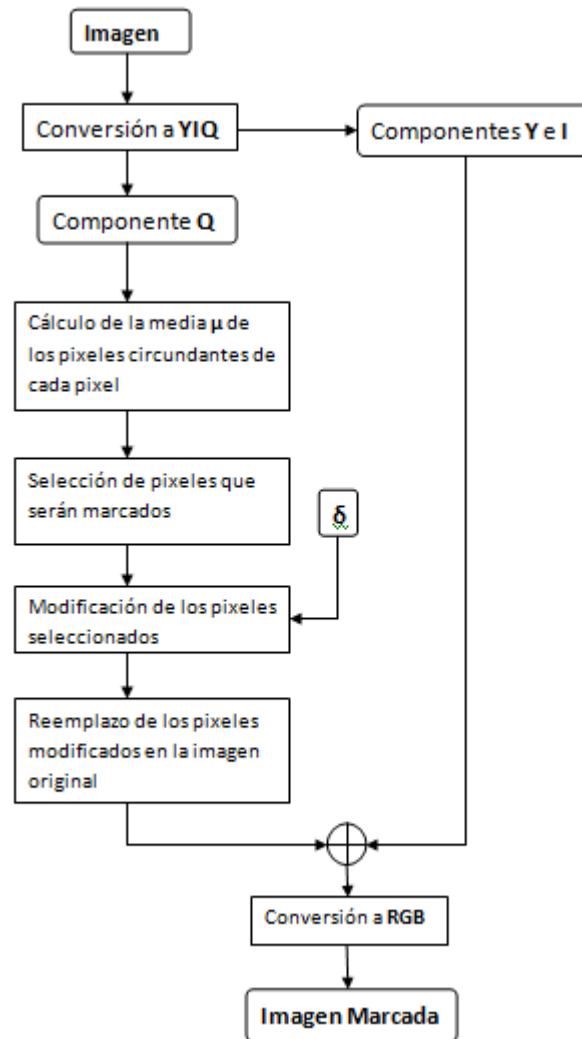 Imagen
Conversión a YIQ
Componentes Y e I
Componente Q
Cálculo de la media μ de
los pixeles circundantes de
cada pixel
Selección de pixeles que
serán marcados
δ
Modificación de los pixeles
seleccionados
Reemplazo de los pixeles
modificados en la imagen
original
Conversión a RGB
Imagen Marcada